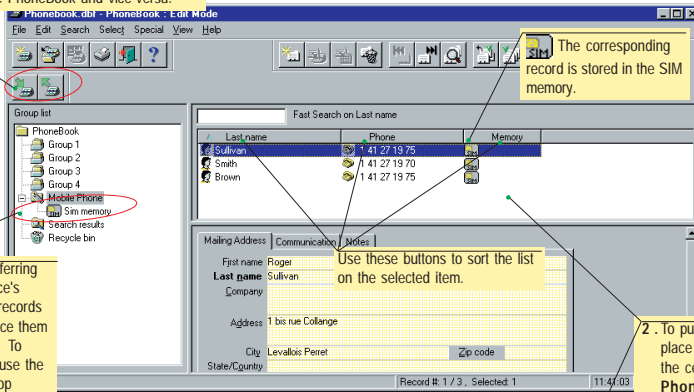 PhoneBook and vice versa.
Phonebook.dbf - PhoneBook : Edit Mode
File Edit Search Select Special View Help
?
SIM The corresponding
record is stored in the SIM
memory.
Group list
PhoneBook
Group 1
Group 2
Group 3
Group 4
Mobile Phone
SIM Sim memory
Search results
Recycle bin
Fast Search on Last name
Last name Phone Memory
Sullivan 1 41 27 19 75 SIM
Smith 1 41 27 19 70 SIM
Brown 1 41 27 19 75 SIM
Mailing Address Communication Notes
Use these buttons to sort the list
on the selected item.
First name Roger
Last name Sullivan
Company
Address 1 bis rue Collange
City Levallois Perret Zip code
State/Country
ferring
ce's
records
ce them
To
use the
op
2. To pu
place
the c
Phon
Record #: 1 / 3 , Selected: 1
11:41:03